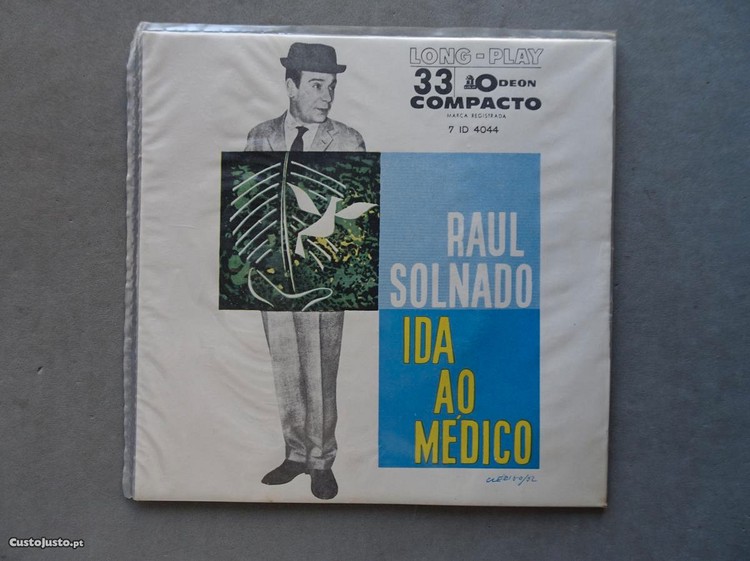 LONG-PLAY
33 ODEON
COMPACTO
MARCA REGISTRADA
7 ID 4044
RAUL
SOLNADO
IDA
AO
MÉDICO
CustoJusto.pt